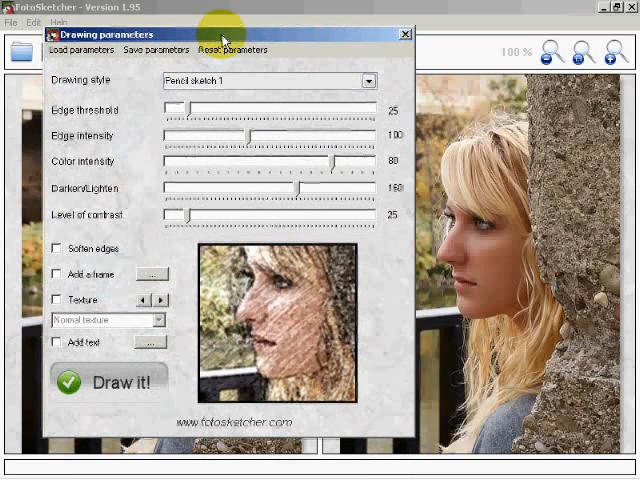 FotoSketcher - Version 1.95
File Edit Help
Drawing parameters
Load parameters Save parameters Reset parameters
100 %
Drawing style Pencil sketch 1
Edge threshold 25
Edge intensity 100
Color intensity 80
Darken/Lighten 160
Level of contrast 25
Soften edges
Add a frame ...
Texture
Normal texture
Add text ...
Draw it!
www.fotosketcher.com